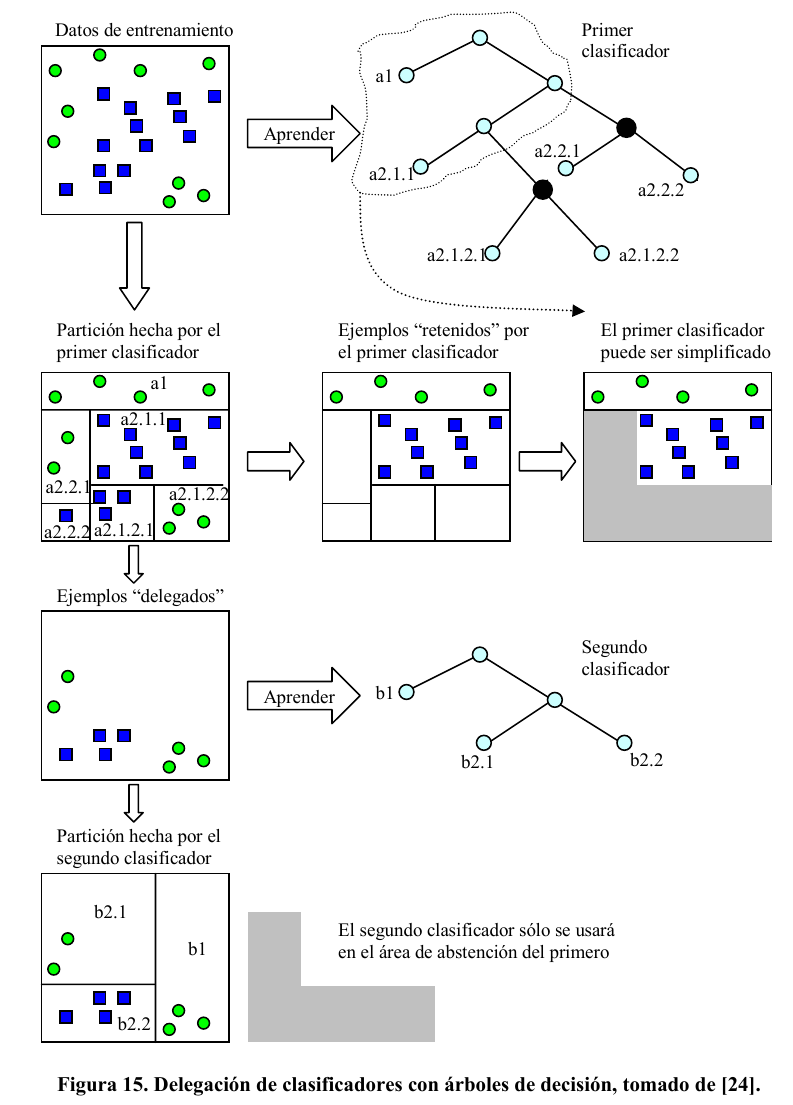 Datos de entrenamiento
Primer
clasificador
a1
Aprender
a2.1.1
a2.2.1
a2.2.2
a2.1.2.1
a2.1.2.2
Partición hecha por el
primer clasificador
Ejemplos “retenidos” por
el primer clasificador
El primer clasificador
puede ser simplificado
a1
a2.1.1
a2.2.1
a2.1.2.2
a2.2.2
a2.1.2.1
Ejemplos “delegados”
Aprender
Segundo
clasificador
b1
b2.1
b2.2
Partición hecha por el
segundo clasificador
b2.1
b1
b2.2
El segundo clasificador sólo se usará
en el área de abstención del primero
Figura 15. Delegación de clasificadores con árboles de decisión, tomado de [24].